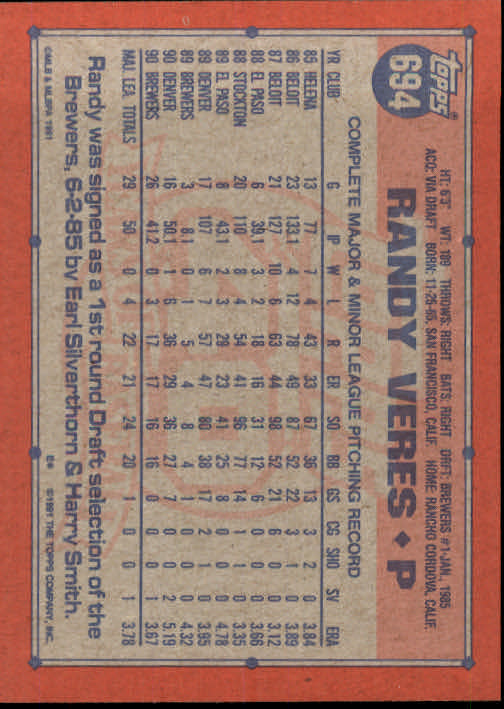 Topps®
694
HT: 6'3" WT: 189 THROWS: RIGHT BATS: RIGHT DRFT: BREWERS #1-JAN., 1985
ACQ: VIA DRAFT BORN: 11-25-65, SAN FRANCISCO, CALIF. HOME: RANCHO CORDOVA, CALIF.
RANDY VERES ♦ P
COMPLETE MAJOR & MINOR LEAGUE PITCHING RECORD
YR CLUB G IP W L R ER SO BB GS CG SHO SV ERA
85 HELENA 13 77 7 4 43 33 67 36 13 3 2 0 3.84
86 BELOIT 23 133.1 4 12 78 49 87 52 22 3 1 0 3.89
87 BELOIT 21 127 10 6 63 44 98 52 21 6 0 0 3.12
88 EL PASO 6 39.1 3 2 18 16 31 12 6 0 0 0 3.66
88 STOCKTON 20 110 8 4 54 41 96 77 14 1 0 0 3.35
89 EL PASO 8 43.1 2 3 29 23 41 25 8 0 0 0 4.78
89 DENVER 17 107 6 7 57 47 80 38 17 2 1 0 3.95
89 BREWERS 3 8.1 0 1 5 4 8 4 1 0 0 0 4.32
90 DENVER 16 50.1 1 6 36 29 36 27 7 0 0 2 5.19
90 BREWERS 26 41.2 0 3 17 17 16 16 0 0 0 1 3.67
MAJ. LEA. TOTALS 29 50 0 4 22 21 24 20 1 0 0 1 3.78
Randy was signed as a 1st round Draft selection of the
Brewers, 6-2-85 by Earl Silverthorn & Harry Smith.
©MLB & MLBPA 1991
©1991 THE TOPPS COMPANY, INC.